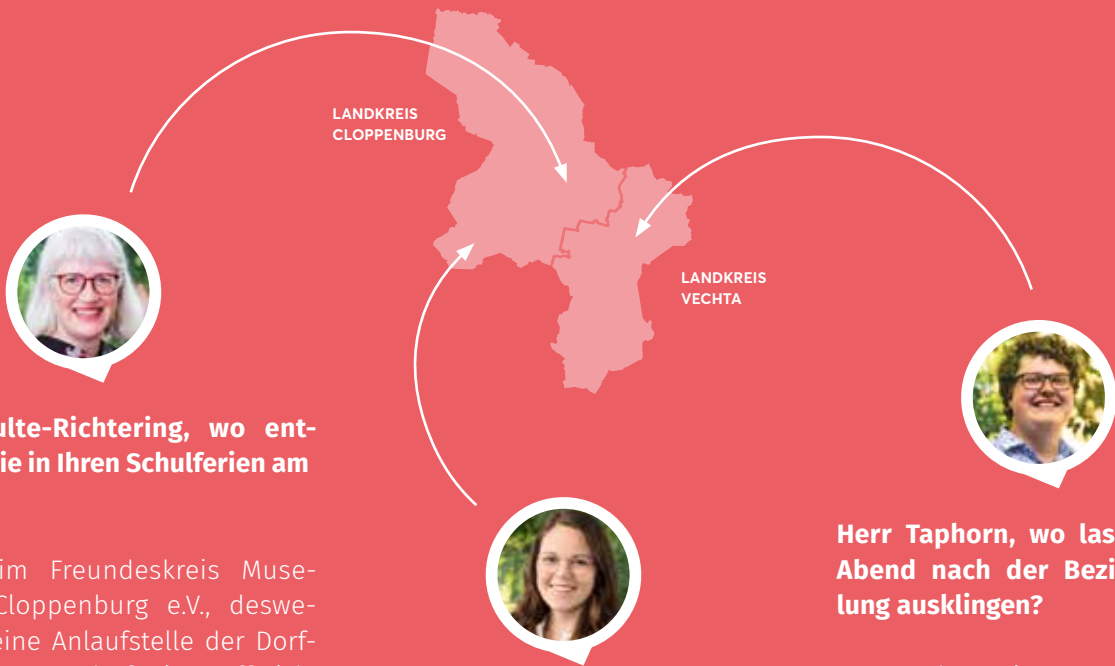 LANDKREIS
CLOPPENBURG
LANDKREIS
VECHTA
ulte-Richtering, wo ent-
ie in Ihren Schulferien am
im Freundeskreis Muse-
Cloppenburg e.V., deswe-
eine Anlaufstelle der Dorf-
Herr Taphorn, wo las
Abend nach der Bezi
lung ausklingen?